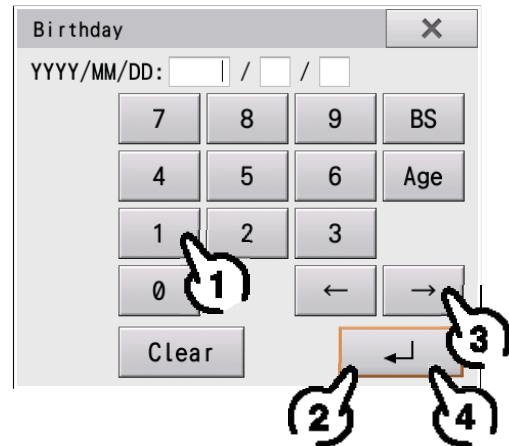 Birthday ×
YYYY/MM/DD: / /
7 8 9 BS
4 5 6 Age
1 2 3
0 ← →
Clear ↵
1
2
3
4